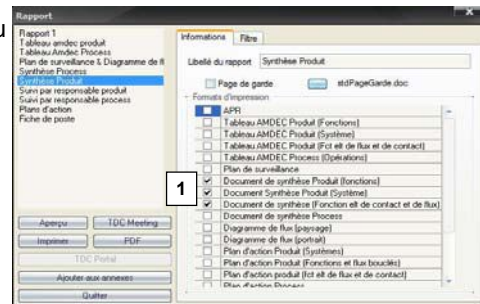 u
Rapport
Rapport 1
Tableau amdec produit
Tableau Amdec Process
Plan de surveillance & Diagramme de fl
Synthèse Process
Synthèse Produit
Suivi par responsable produit
Suivi par responsable process
Plans d'action
Fiche de poste
Aperçu
TDC Meeting
Imprimer
PDF
TDC Portal
Ajouter aux annexes
Quitter
Informations
Filtre
Libellé du rapport
Synthèse Produit
Page de garde
stdPageGarde.doc
Formats d'impression
APR
Tableau AMDEC Produit (Fonctions)
Tableau AMDEC Produit (Système)
Tableau AMDEC Produit (Fct elt de flux et de contact)
Tableau AMDEC Process (Opérations)
Plan de surveillance
1
Document de synthèse Produit (fonctions)
Document Synthèse Produit (Système)
Document de synthèse (Fonction elt de contact et de flux)
Document de synthèse Process
Diagramme de flux (paysage)
Diagramme de flux (portrait)
Plan d'action Produit (Systèmes)
Plan d'action Produit (Fonctions et flux bouclés)
Plan d'action produit (fct elt de flux et de contact)
Plan d'action Process